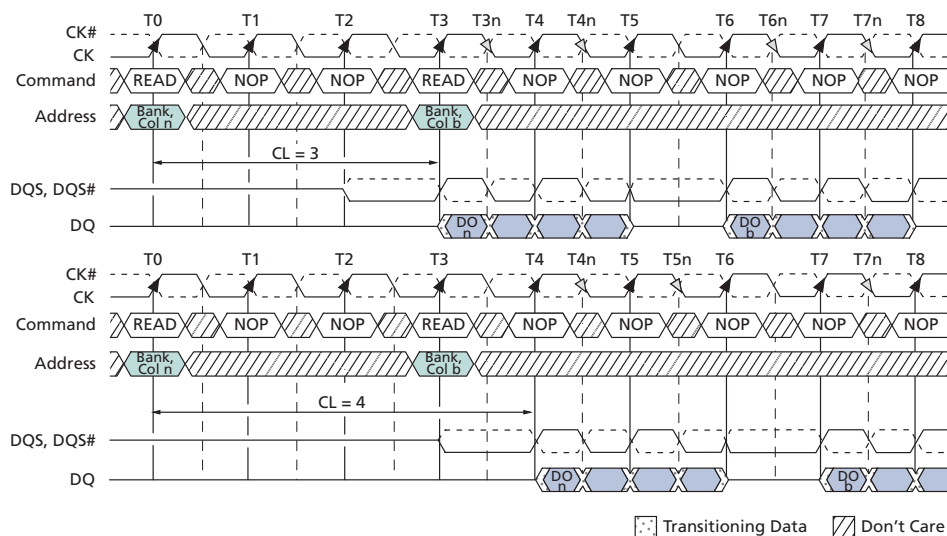 T0 T1 T2 T3 T3n T4 T4n T5 T6 T6n T7 T7n T8
CK#
CK
Command READ NOP NOP READ NOP NOP NOP NOP NOP
Address Bank, Col n Bank, Col b
CL = 3
DQS, DQS#
DQ DO n DO b
T0 T1 T2 T3 T4 T4n T5 T5n T6 T7 T7n T8
CK#
CK
Command READ NOP NOP READ NOP NOP NOP NOP NOP
Address Bank, Col n Bank, Col b
CL = 4
DQS, DQS#
DQ DO n DO b
Transitioning Data Don't Care